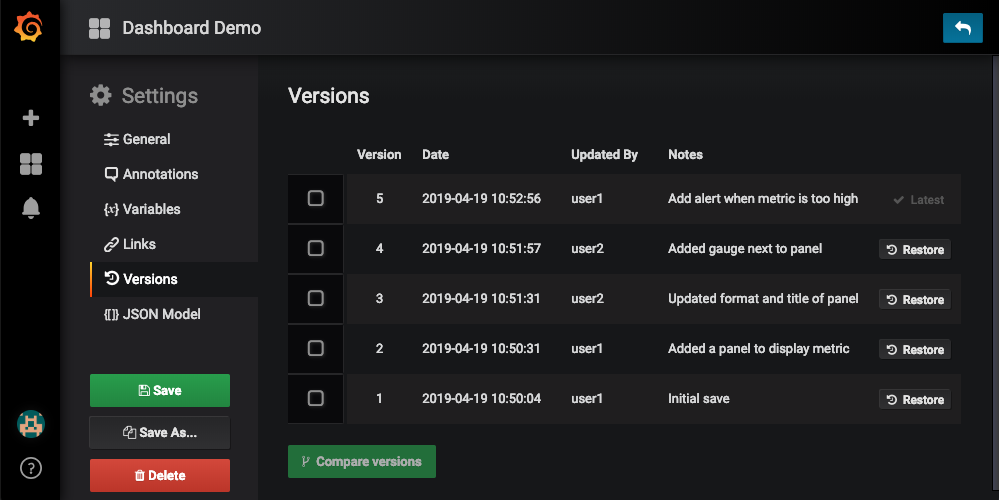 Dashboard Demo
Settings
General
Annotations
Variables
Links
Versions
JSON Model
Save
Save As...
Delete
Versions
Version Date Updated By Notes
5 2019-04-19 10:52:56 user1 Add alert when metric is too high Latest
4 2019-04-19 10:51:57 user2 Added gauge next to panel Restore
3 2019-04-19 10:51:31 user2 Updated format and title of panel Restore
2 2019-04-19 10:50:31 user1 Added a panel to display metric Restore
1 2019-04-19 10:50:04 user1 Initial save Restore
Compare versions